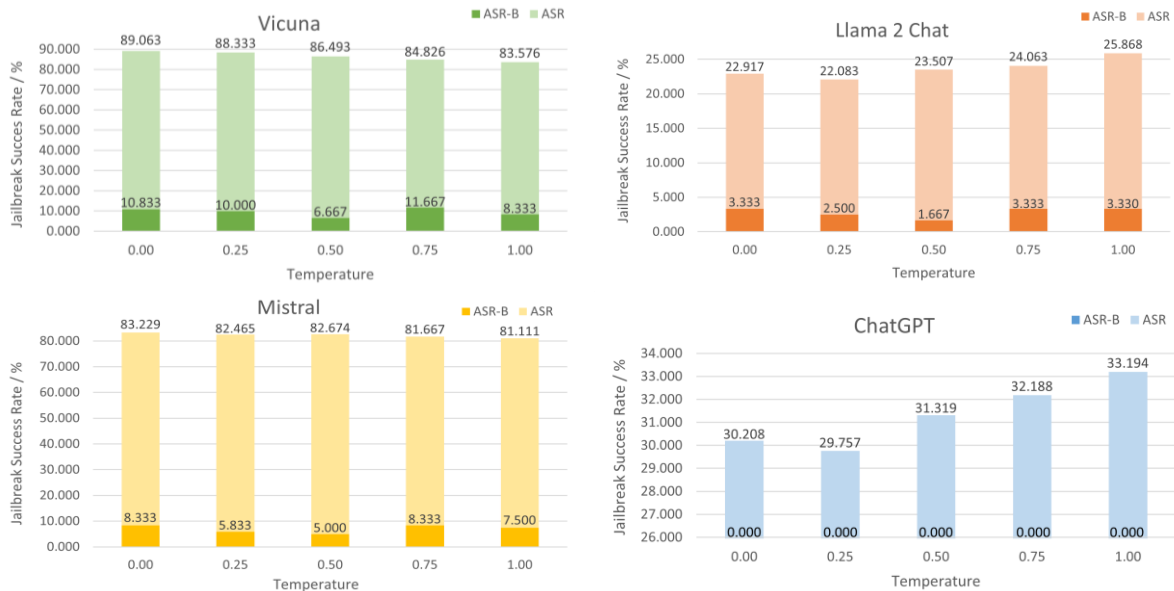 Vicuna
ASR-B ASR
Jailbreak Succes Rate / %
90.000
80.000
70.000
60.000
50.000
40.000
30.000
20.000
10.000
0.000
89.063 88.333 86.493 84.826 83.576
10.833 10.000 6.667 11.667 8.333
0.00 0.25 0.50 0.75 1.00
Temperature
Llama 2 Chat
ASR-B ASR
Jailbreak Success Rate / %
25.000
20.000
15.000
10.000
5.000
0.000
22.917 22.083 23.507 24.063 25.868
3.333 2.500 1.667 3.333 3.330
0.00 0.25 0.50 0.75 1.00
Temperature
Mistral
ASR-B ASR
Jailbreak Success Rate / %
80.000
70.000
60.000
50.000
40.000
30.000
20.000
10.000
0.000
83.229 82.465 82.674 81.667 81.111
8.333 5.833 5.000 8.333 7.500
0.00 0.25 0.50 0.75 1.00
Temperature
ChatGPT
ASR-B ASR
Jailbreak Success Rate / %
34.000
33.000
32.000
31.000
30.000
29.000
28.000
27.000
26.000
30.208 29.757 31.319 32.188 33.194
0.000 0.000 0.000 0.000 0.000
0.00 0.25 0.50 0.75 1.00
Temperature